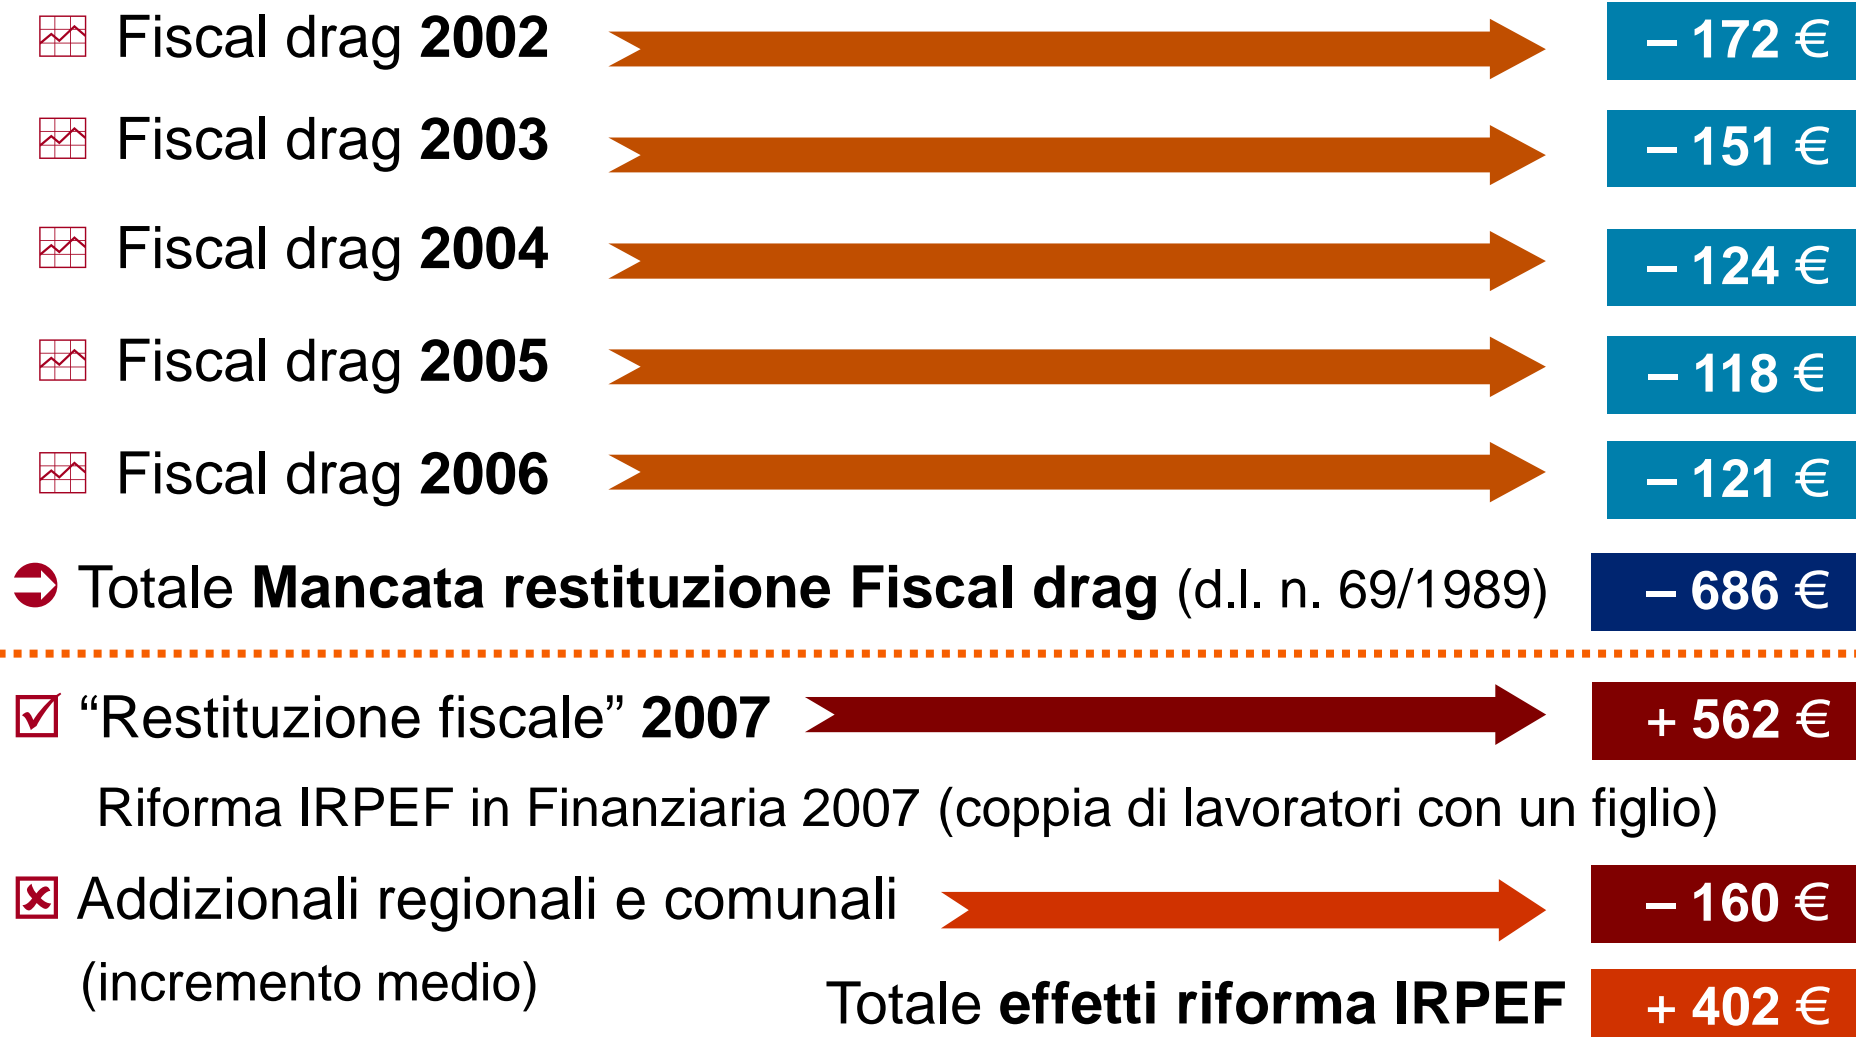 Fiscal drag 2002 – 172 €
Fiscal drag 2003 – 151 €
Fiscal drag 2004 – 124 €
Fiscal drag 2005 – 118 €
Fiscal drag 2006 – 121 €
Totale Mancata restituzione Fiscal drag (d.l. n. 69/1989) – 686 €
“Restituzione fiscale” 2007 + 562 €
Riforma IRPEF in Finanziaria 2007 (coppia di lavoratori con un figlio)
Addizionali regionali e comunali – 160 €
(incremento medio)
Totale effetti riforma IRPEF + 402 €